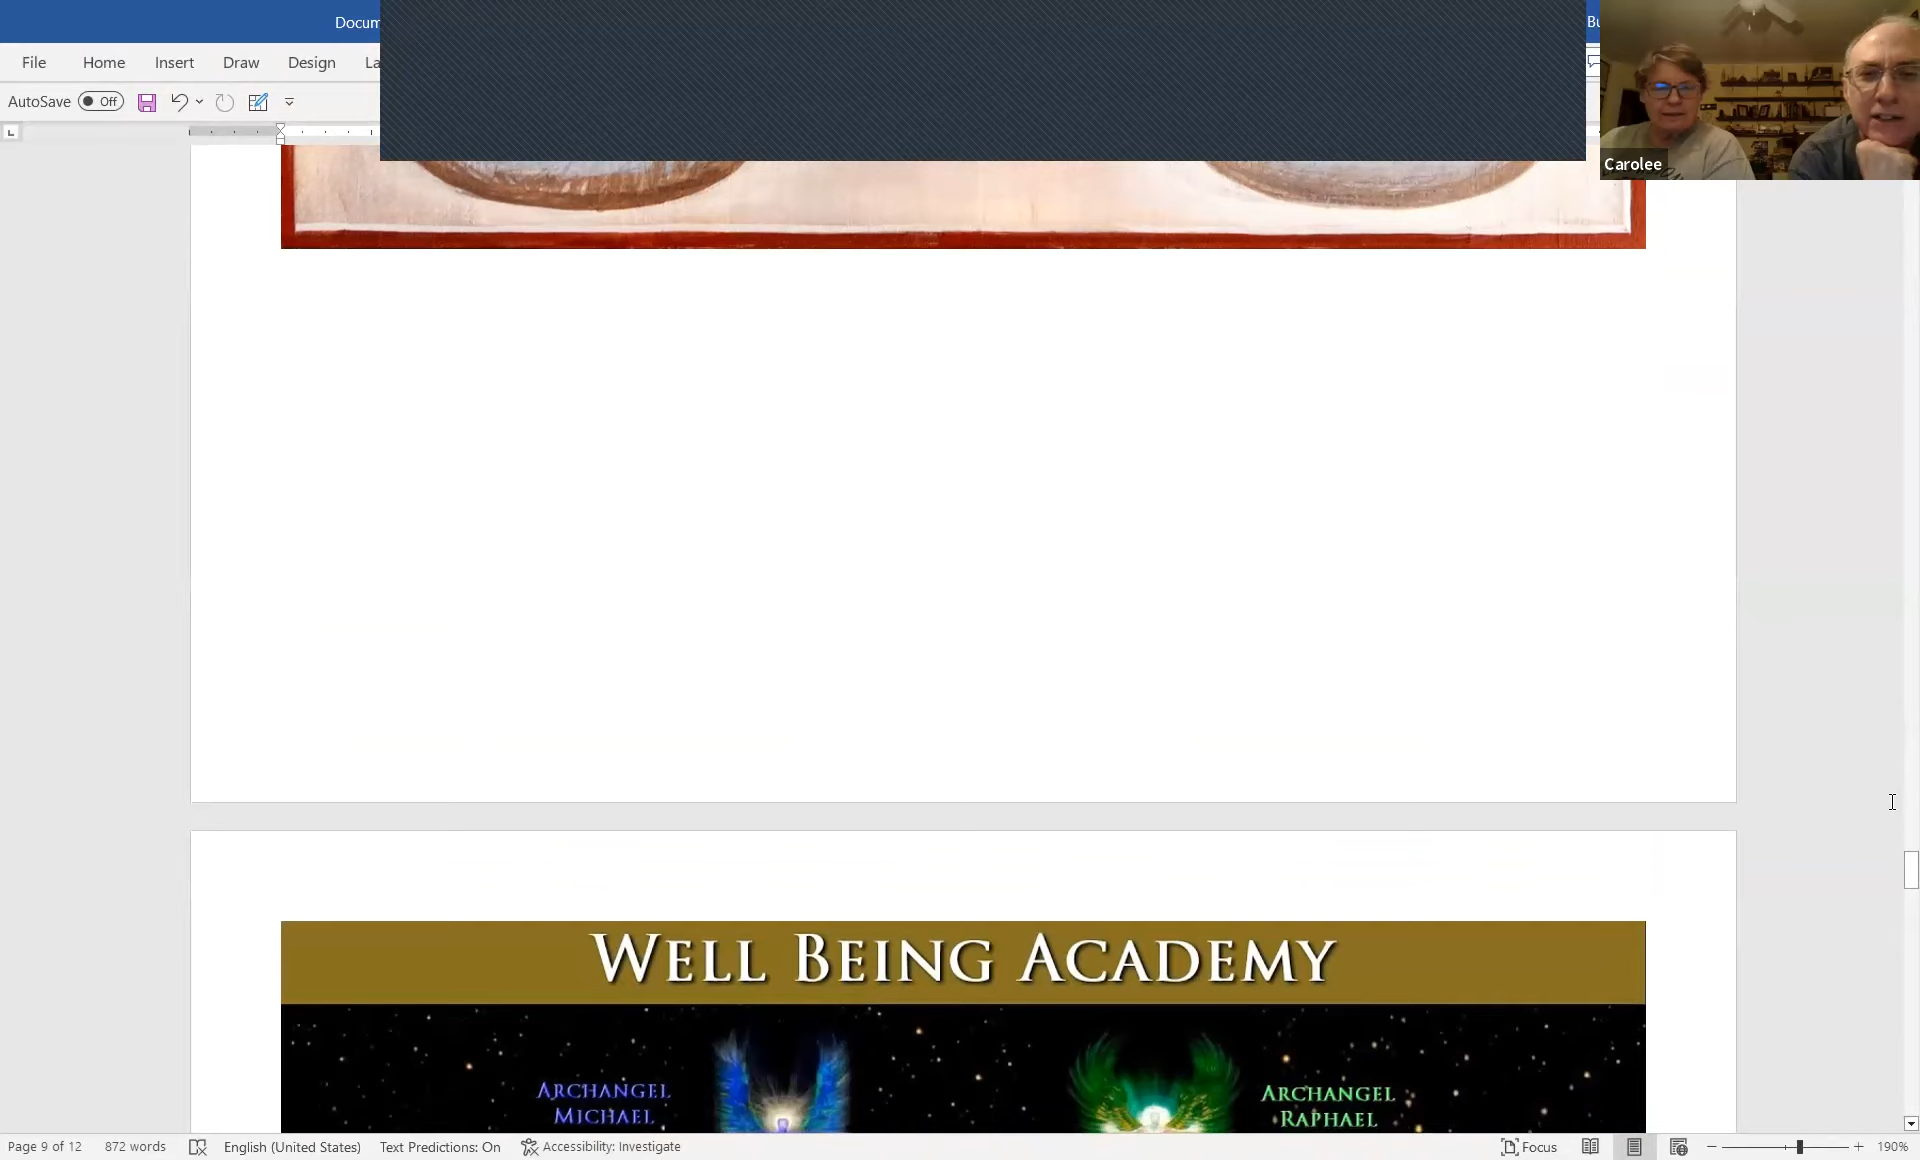 Docum
Bu
File Home Insert Draw Design La
AutoSave Off
Carolee
WELL BEING ACADEMY
ARCHANGEL
MICHAEL
ARCHANGEL
RAPHAEL
Page 9 of 12 872 words English (United States) Text Predictions: On Accessibility: Investigate Focus 190%